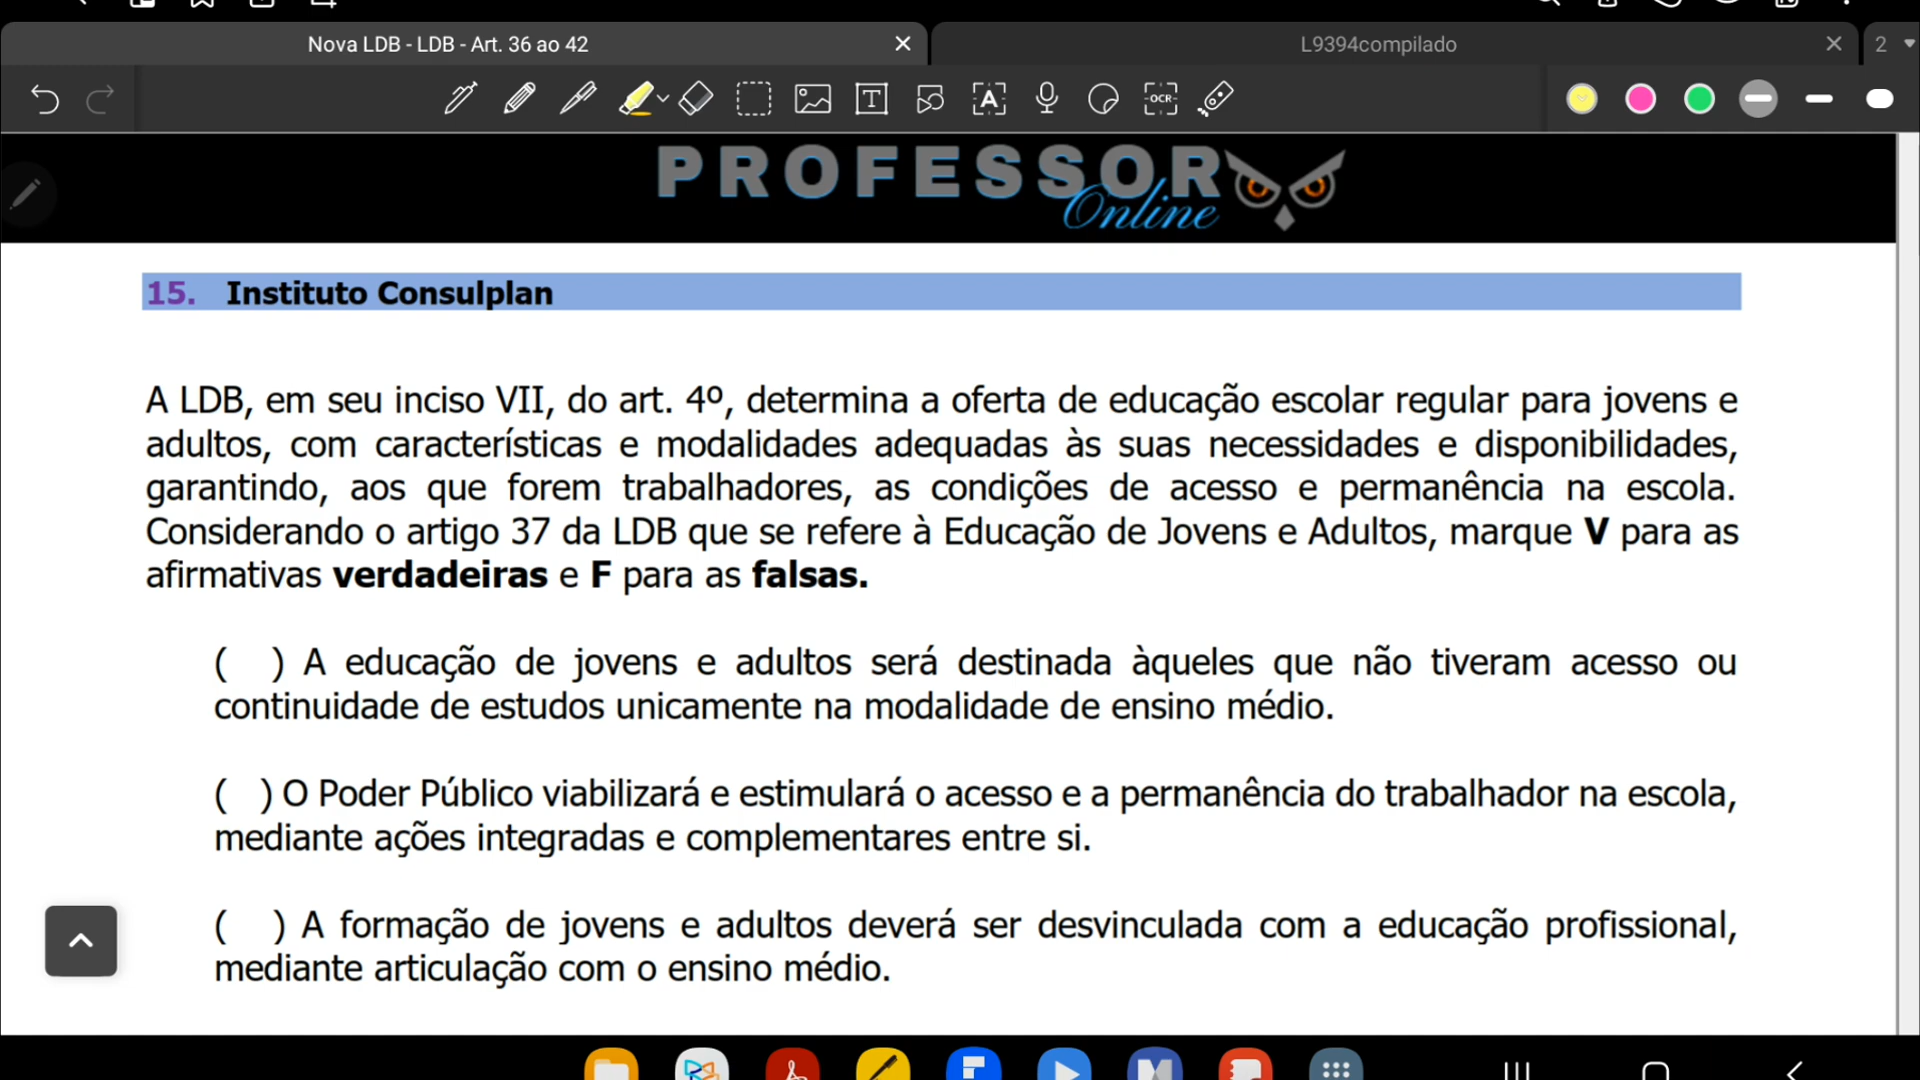 Nova LDB - LDB - Art. 36 ao 42
L9394compilado
2
T
A
OCR
PROFESSOR
Online
15. Instituto Consulplan
A LDB, em seu inciso VII, do art. 4º, determina a oferta de educação escolar regular para jovens e
adultos, com características e modalidades adequadas às suas necessidades e disponibilidades,
garantindo, aos que forem trabalhadores, as condições de acesso e permanência na escola.
Considerando o artigo 37 da LDB que se refere à Educação de Jovens e Adultos, marque V para as
afirmativas verdadeiras e F para as falsas.
( ) A educação de jovens e adultos será destinada àqueles que não tiveram acesso ou
continuidade de estudos unicamente na modalidade de ensino médio.
( ) O Poder Público viabilizará e estimulará o acesso e a permanência do trabalhador na escola,
mediante ações integradas e complementares entre si.
( ) A formação de jovens e adultos deverá ser desvinculada com a educação profissional,
mediante articulação com o ensino médio.